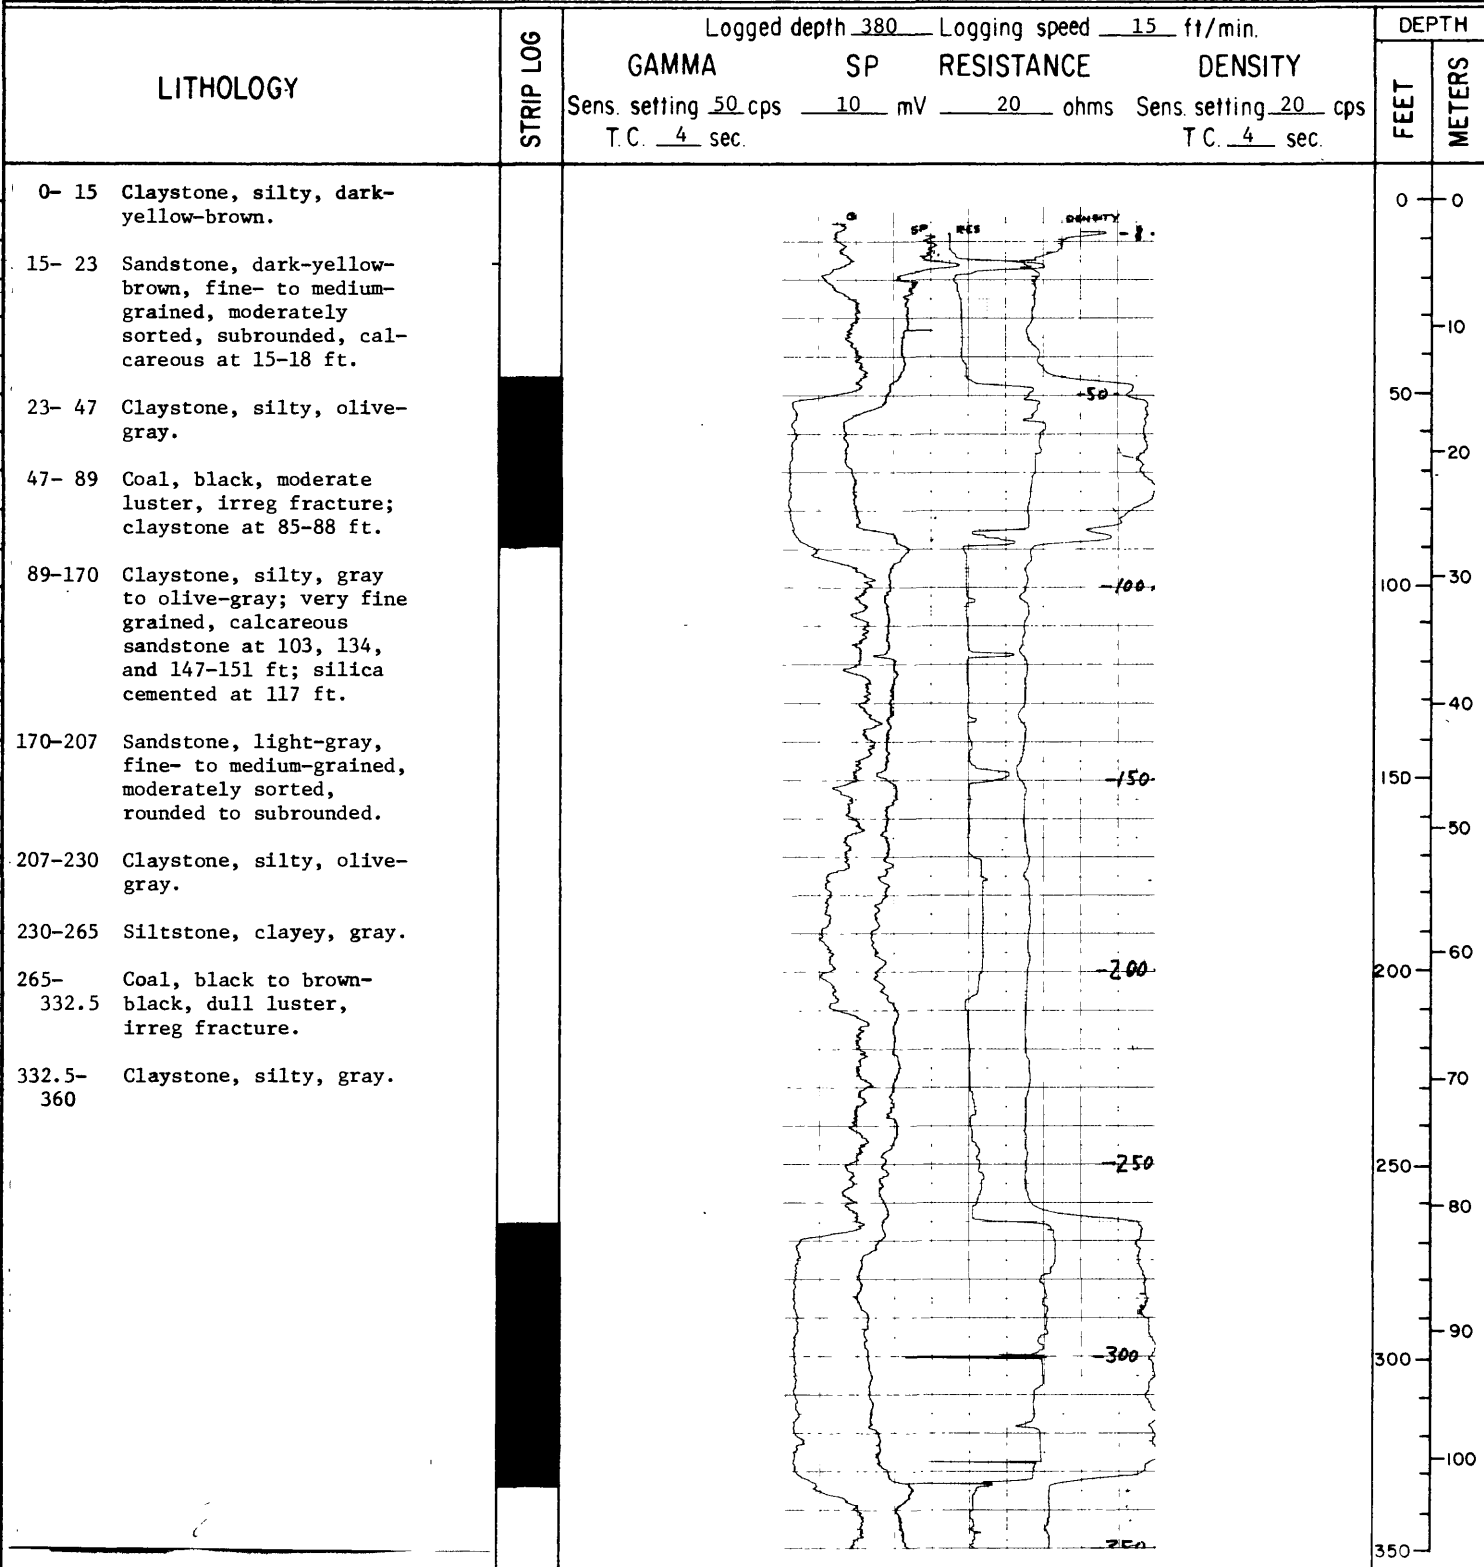 LITHOLOGY
STRIP LOG
Logged depth 380 Logging speed 15 ft/min.
GAMMA SP RESISTANCE DENSITY
Sens. setting 50 cps 10 mV 20 ohms Sens. setting 20 cps
T.C. 4 sec. T.C. 4 sec.
DEPTH
FEET
METERS
0- 15 Claystone, silty, dark-
yellow-brown.
15- 23 Sandstone, dark-yellow-
brown, fine- to medium-
grained, moderately
sorted, subrounded, cal-
careous at 15-18 ft.
23- 47 Claystone, silty, olive-
gray.
47- 89 Coal, black, moderate
luster, irreg fracture;
claystone at 85-88 ft.
89-170 Claystone, silty, gray
to olive-gray; very fine
grained, calcareous
sandstone at 103, 134,
and 147-151 ft; silica
cemented at 117 ft.
170-207 Sandstone, light-gray,
fine- to medium-grained,
moderately sorted,
rounded to subrounded.
207-230 Claystone, silty, olive-
gray.
230-265 Siltstone, clayey, gray.
265-
332.5 Coal, black to brown-
black, dull luster,
irreg fracture.
332.5-
360 Claystone, silty, gray.
G SP RES DENSITY
-50-
-100
-150-
-200
-250
-300
350
0
50
100
150
200
250
300
350
0
10
20
30
40
50
60
70
80
90
100